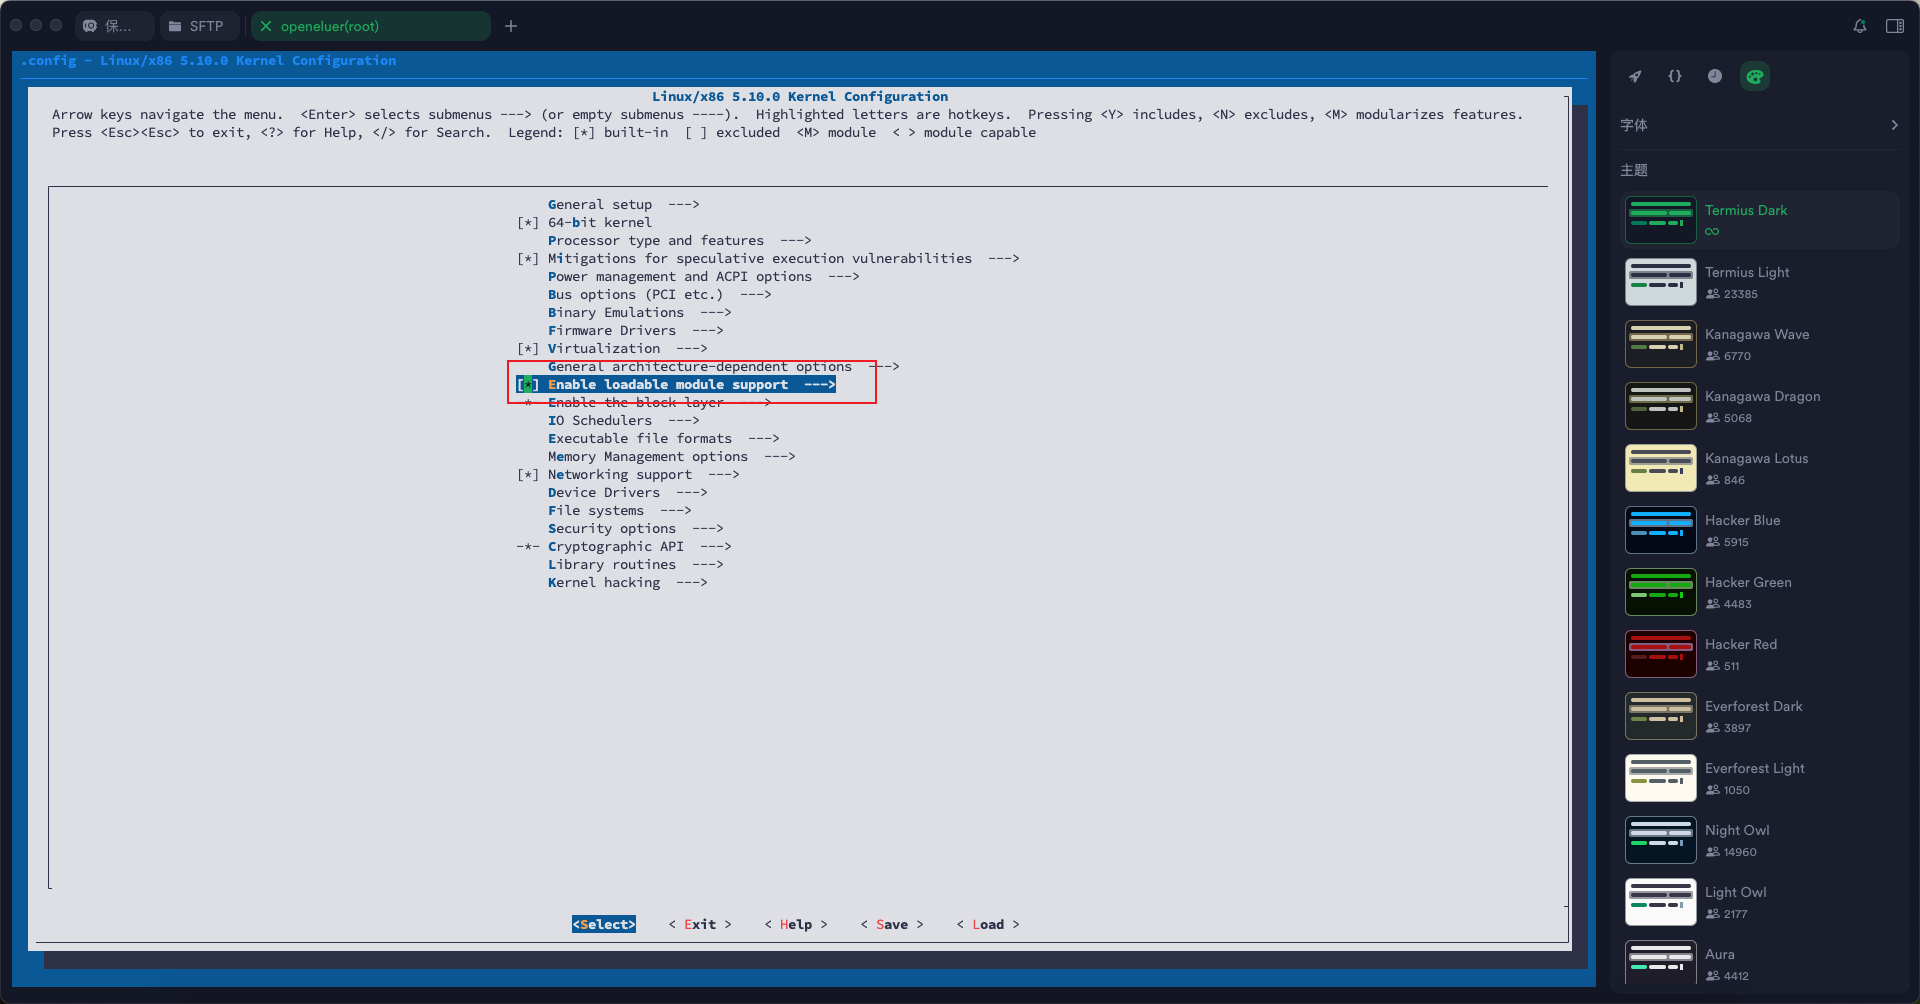 保...
SFTP
openeluer(root)
.config - Linux/x86 5.10.0 Kernel Configuration
Linux/x86 5.10.0 Kernel Configuration
Arrow keys navigate the menu.  <Enter> selects submenus ---> (or empty submenus ----).  Highlighted letters are hotkeys.  Pressing <Y> includes, <N> excludes, <M> modularizes features.
Press <Esc><Esc> to exit, <?> for Help, </> for Search.  Legend: [*] built-in  [ ] excluded  <M> module  < > module capable
General setup  --->
[*] 64-bit kernel
Processor type and features  --->
[*] Mitigations for speculative execution vulnerabilities  --->
Power management and ACPI options  --->
Bus options (PCI etc.)  --->
Binary Emulations  --->
Firmware Drivers  --->
[*] Virtualization  --->
General architecture-dependent options  --->
[*] Enable loadable module support  --->
-*- Enable the block layer  --->
IO Schedulers  --->
Executable file formats  --->
Memory Management options  --->
[*] Networking support  --->
Device Drivers  --->
File systems  --->
Security options  --->
-*- Cryptographic API  --->
Library routines  --->
Kernel hacking  --->
<Select>    < Exit >    < Help >    < Save >    < Load >
{}
字体
主题
Termius Dark
∞
Termius Light
23385
Kanagawa Wave
6770
Kanagawa Dragon
5068
Kanagawa Lotus
846
Hacker Blue
5915
Hacker Green
4483
Hacker Red
511
Everforest Dark
3897
Everforest Light
1050
Night Owl
14960
Light Owl
2177
Aura
4412